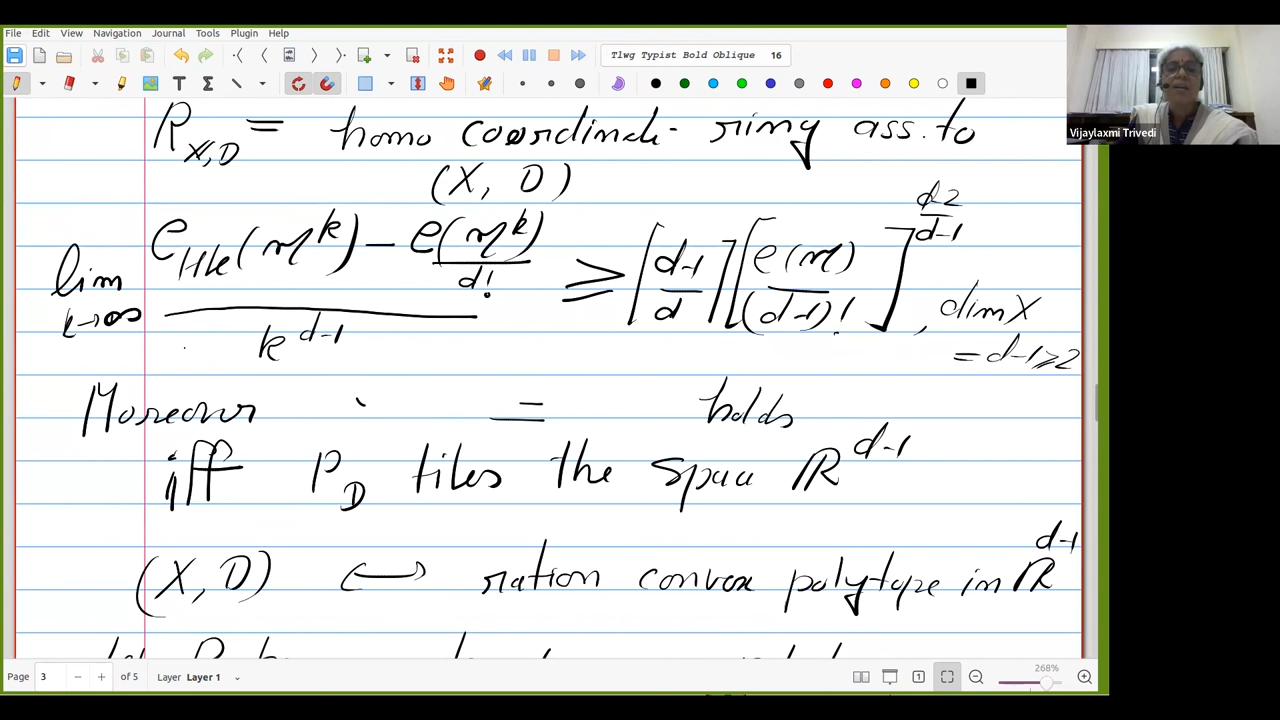 File Edit View Navigation Journal Tools Plugin Help
Tlwg Typist Bold Oblique 16
Vijaylaxmi Trivedi
R_{X,D} = homo coordinate ring ass. to
(X, D)
lim_{k→∞} (e_{HK}(m^k) − e(m^k)/d!) / k^{d-1} ≥ [d-1/d] [e(m)/(d-1)!]^{d-2/d-1}, dim X = d-1 ≥ 2
Moreover = holds
iff P_D tiles the space R^{d-1}
(X, D) ↔ ration convex polytope in R^{d-1}
Page 3 of 5 Layer Layer 1 268%